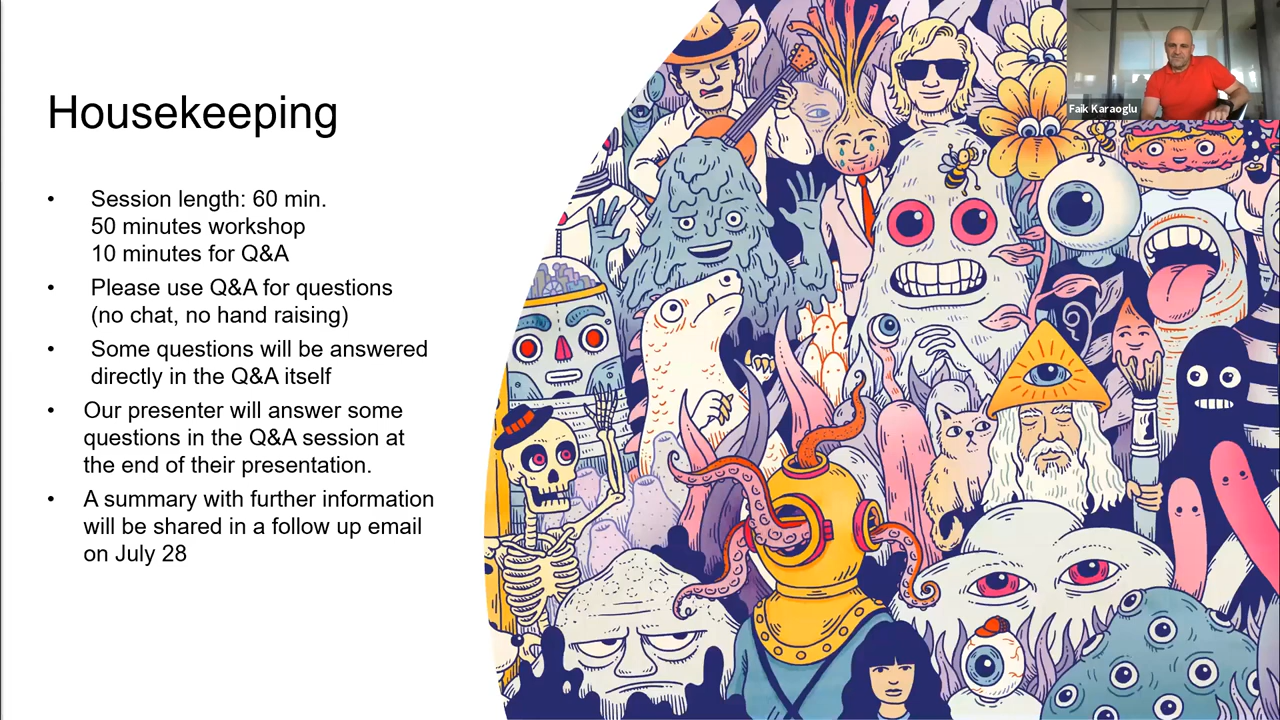 Housekeeping
• Session length: 60 min.
50 minutes workshop
10 minutes for Q&A
• Please use Q&A for questions
(no chat, no hand raising)
• Some questions will be answered
directly in the Q&A itself
• Our presenter will answer some
questions in the Q&A session at
the end of their presentation.
• A summary with further information
will be shared in a follow up email
on July 28
Faik Karaoglu